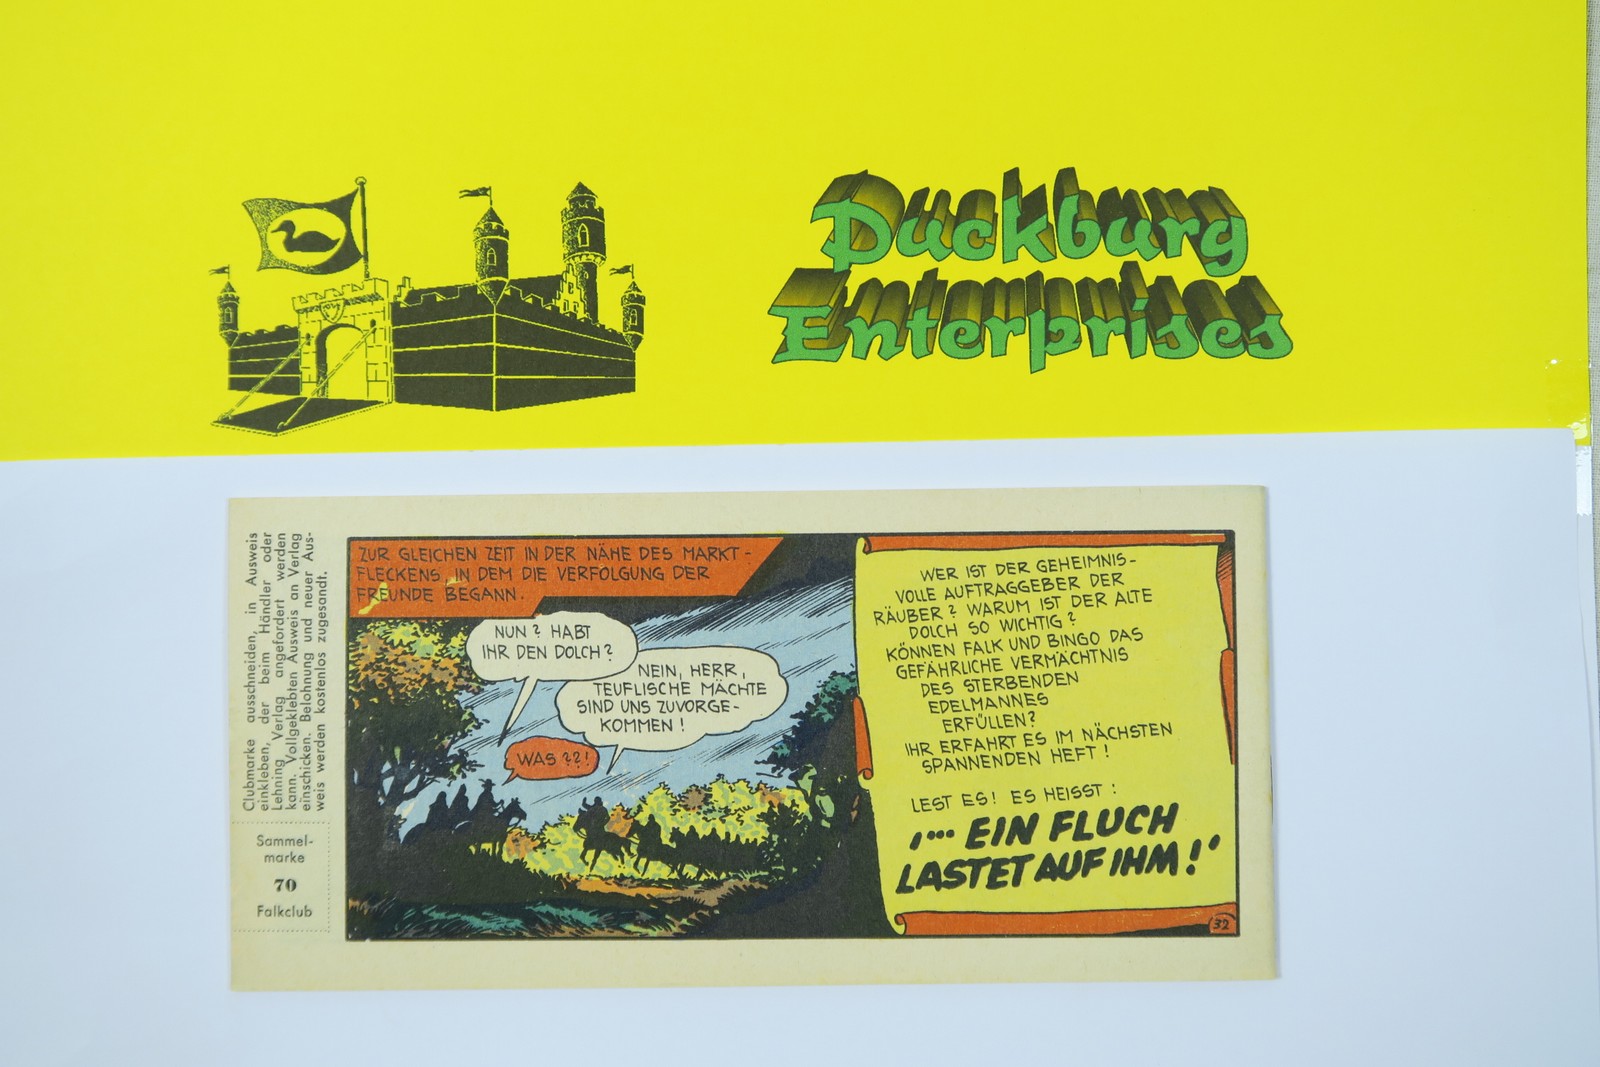 Duckburg
Enterprises
Clubmarke ausschneiden, in Ausweis
einkleben, der beim Händler oder
Lehning Verlag angefordert werden
kann. Vollgeklebten Ausweis an Verlag
einschicken. Belohnung und neuer Aus-
weis werden kostenlos zugesandt.
Sammel-
marke
70
Falkclub
ZUR GLEICHEN ZEIT IN DER NÄHE DES MARKT-
FLECKENS, IN DEM DIE VERFOLGUNG DER
FREUNDE BEGANN.
NUN? HABT
IHR DEN DOLCH?
NEIN, HERR,
TEUFLISCHE MÄCHTE
SIND UNS ZUVORGE-
KOMMEN!
WAS ??!
WER IST DER GEHEIMNIS-
VOLLE AUFTRAGGEBER DER
RÄUBER? WARUM IST DER ALTE
DOLCH SO WICHTIG?
KÖNNEN FALK UND BINGO DAS
GEFÄHRLICHE VERMÄCHTNIS
DES STERBENDEN
EDELMANNES
ERFÜLLEN?
IHR ERFAHRT ES IM NÄCHSTEN
SPANNENDEN HEFT!
LEST ES! ES HEISST:
'... EIN FLUCH
LASTET AUF IHM!'
32